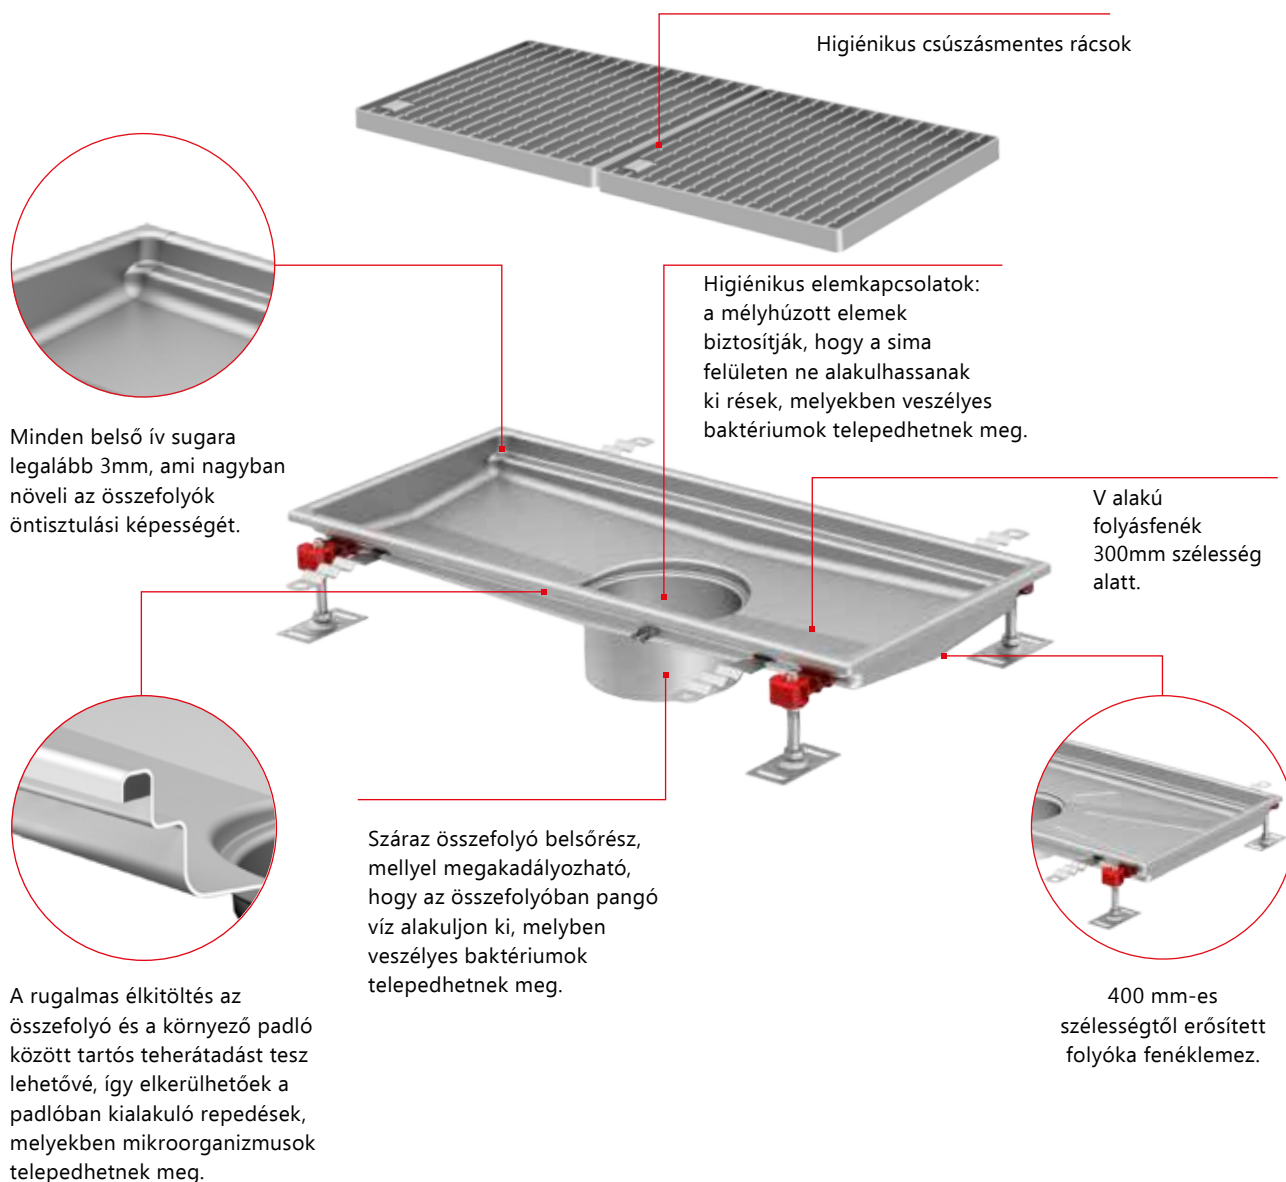 Higiénikus csúszásmentes rácsok
Higiénikus elemkapcsolatok:
a mélyhúzott elemek
biztosítják, hogy a sima
felületen ne alakulhassanak
ki rések, melyekben veszélyes
baktériumok telepedhetnek meg.
Minden belső ív sugara
legalább 3mm, ami nagyban
növeli az összefolyók
öntisztulási képességét.
V alakú
folyásfenék
300mm szélesség
alatt.
Száraz összefolyó belsőrész,
mellyel megakadályozható,
hogy az összefolyóban pangó
víz alakuljon ki, melyben
veszélyes baktériumok
telepedhetnek meg.
A rugalmas élkitöltés az
összefolyó és a környező padló
között tartós teherátadást tesz
lehetővé, így elkerülhetőek a
padlóban kialakuló repedések,
melyekben mikroorganizmusok
telepedhetnek meg.
400 mm-es
szélességtől erősített
folyóka fenéklemez.